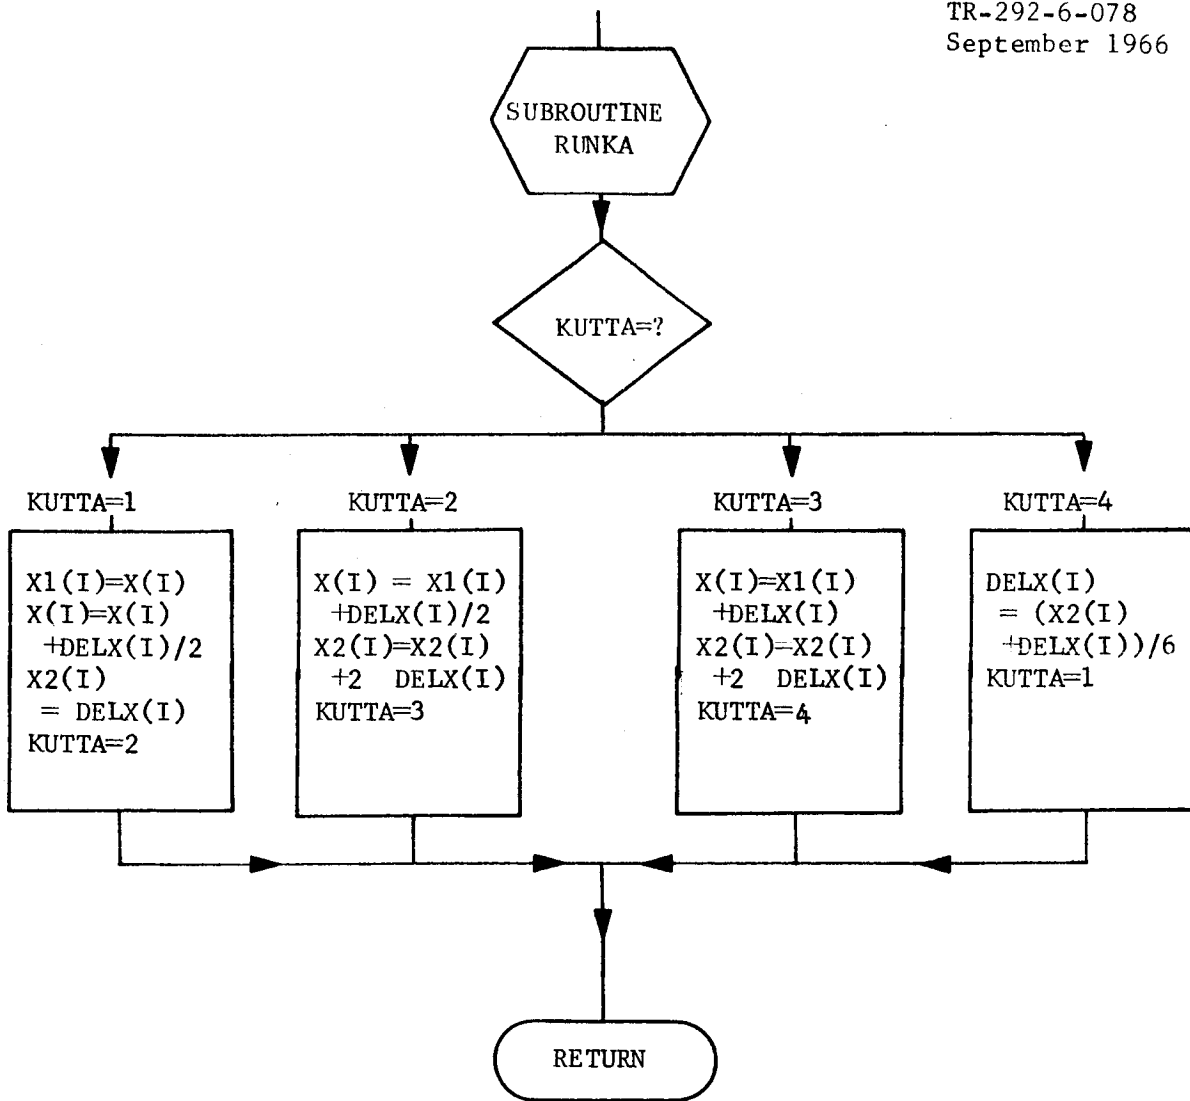 TR-292-6-078
September 1966
SUBROUTINE
RUNKA
KUTTA=?
KUTTA=1
X1(I)=X(I)
X(I)=X(I)
+DELX(I)/2
X2(I)
= DELX(I)
KUTTA=2
KUTTA=2
X(I) = X1(I)
+DELX(I)/2
X2(I)=X2(I)
+2 DELX(I)
KUTTA=3
KUTTA=3
X(I)=X1(I)
+DELX(I)
X2(I)=X2(I)
+2 DELX(I)
KUTTA=4
KUTTA=4
DELX(I)
= (X2(I)
+DELX(I))/6
KUTTA=1
RETURN